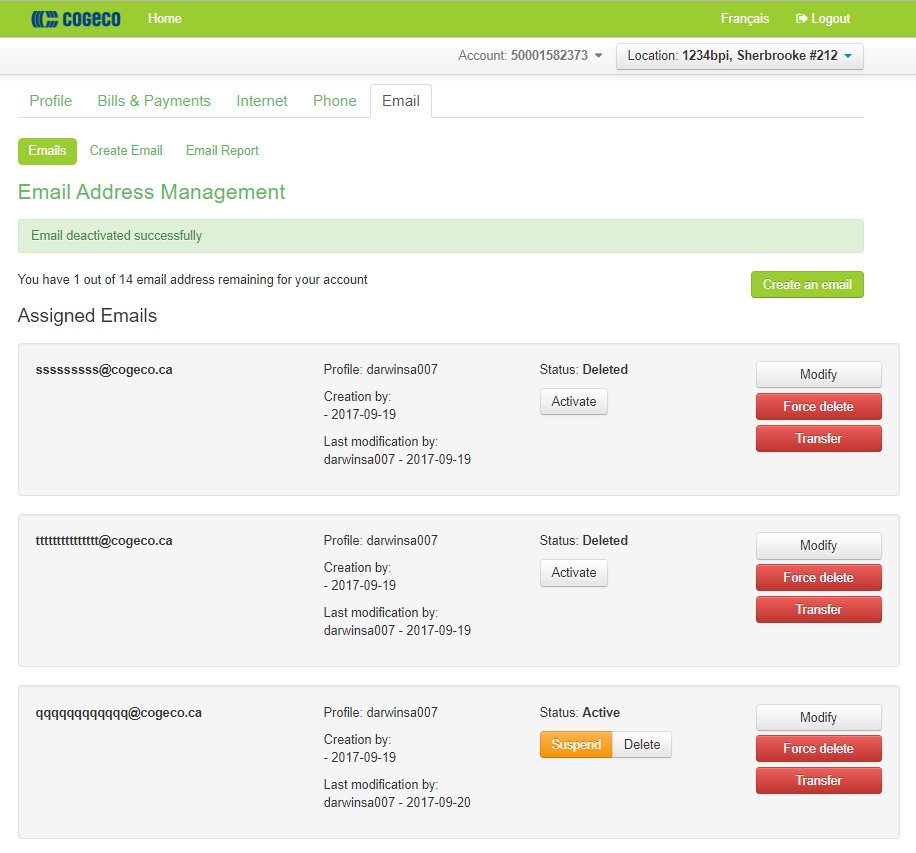 COGECO Home Français Logout
Account: 50001582373 Location: 1234bpi, Sherbrooke #212
Profile Bills & Payments Internet Phone Email
Emails Create Email Email Report
Email Address Management
Email deactivated successfully
You have 1 out of 14 email address remaining for your account
Create an email
Assigned Emails
sssssssss@cogeco.ca
Profile: darwinsa007
Creation by:
- 2017-09-19
Last modification by:
darwinsa007 - 2017-09-19
Status: Deleted
Activate
Modify
Force delete
Transfer
ttttttttttttttt@cogeco.ca
Profile: darwinsa007
Creation by:
- 2017-09-19
Last modification by:
darwinsa007 - 2017-09-19
Status: Deleted
Activate
Modify
Force delete
Transfer
qqqqqqqqqqqq@cogeco.ca
Profile: darwinsa007
Creation by:
- 2017-09-19
Last modification by:
darwinsa007 - 2017-09-20
Status: Active
Suspend Delete
Modify
Force delete
Transfer